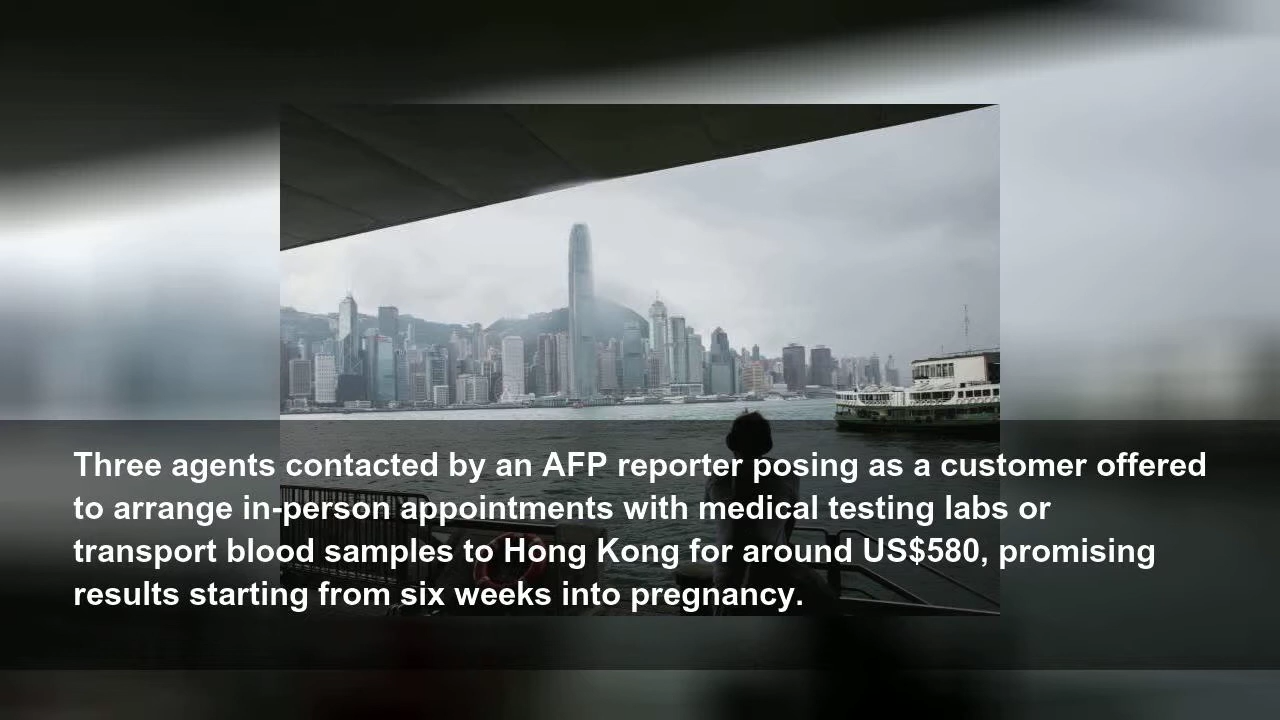 Three agents contacted by an AFP reporter posing as a customer offered
to arrange in-person appointments with medical testing labs or
transport blood samples to Hong Kong for around US$580, promising
results starting from six weeks into pregnancy.